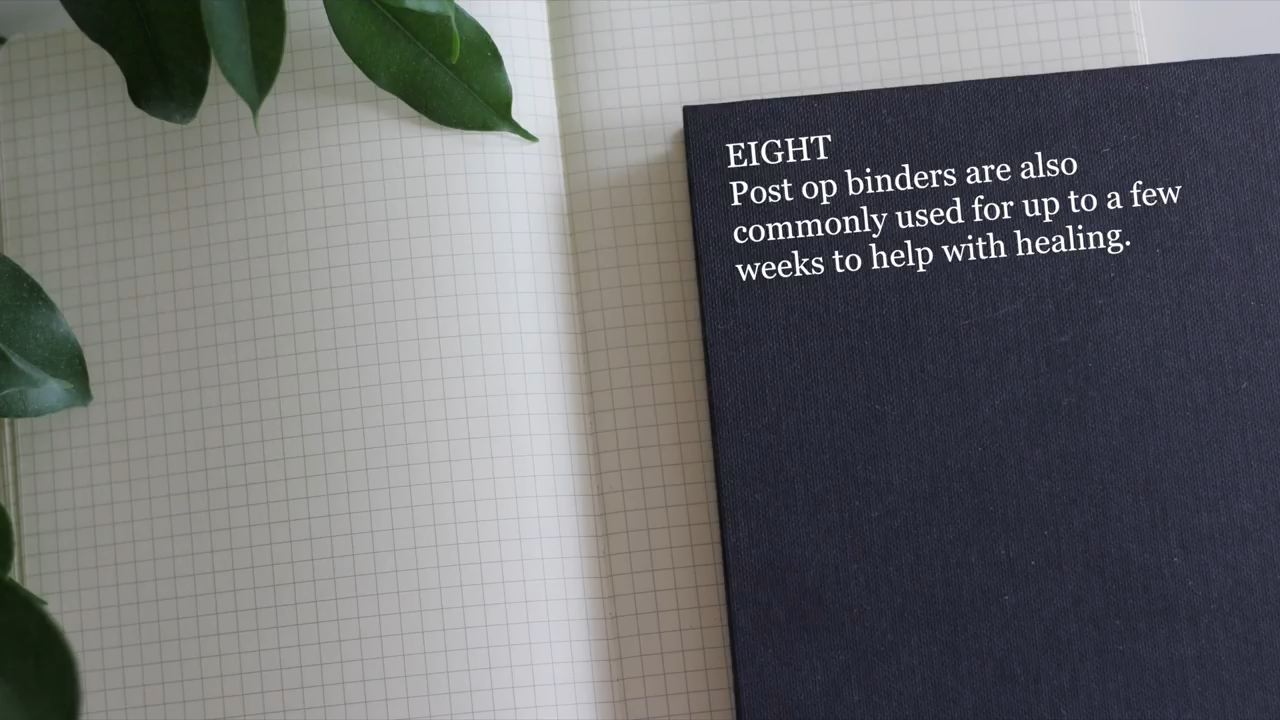 EIGHT
Post op binders are also
commonly used for up to a few
weeks to help with healing.